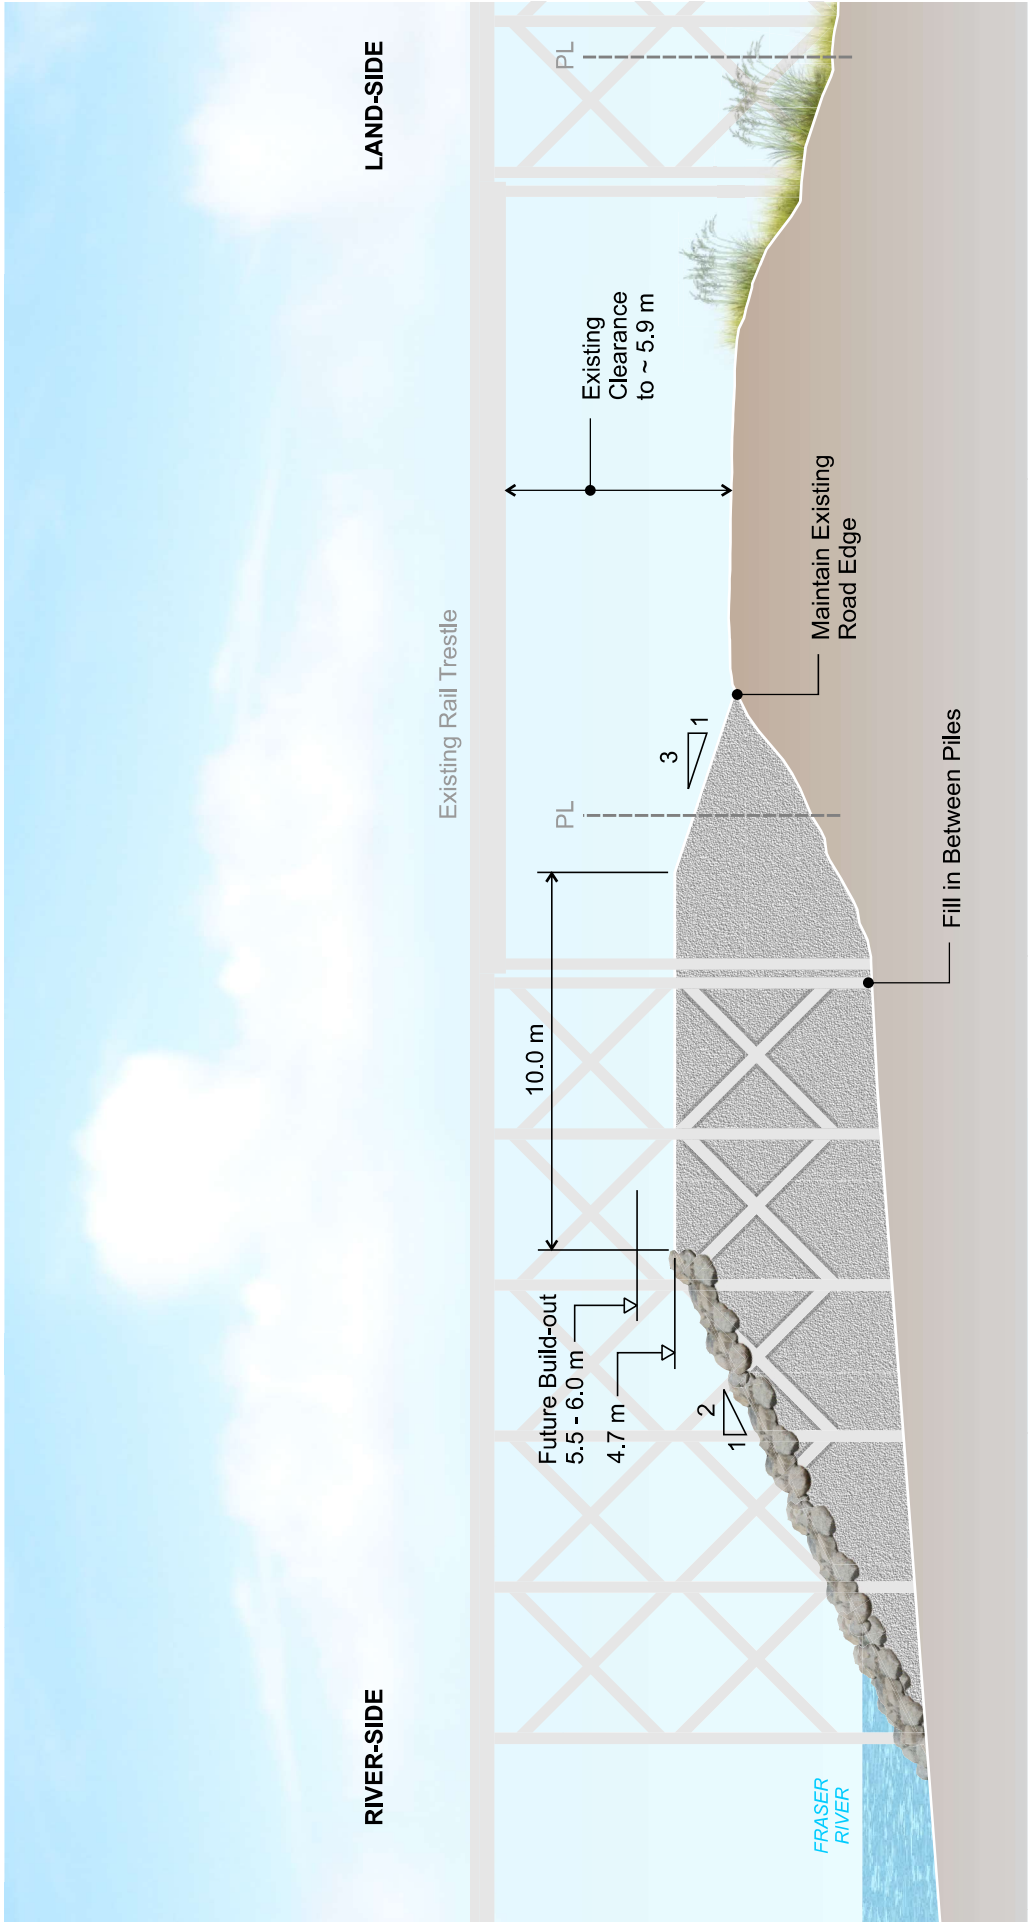 RIVER-SIDE
LAND-SIDE
Existing Rail Trestle
Future Build-out
5.5 - 6.0 m
4.7 m
10.0 m
PL
3
1
Existing
Clearance
to ~ 5.9 m
PL
2
1
FRASER
RIVER
Maintain Existing
Road Edge
Fill in Between Piles